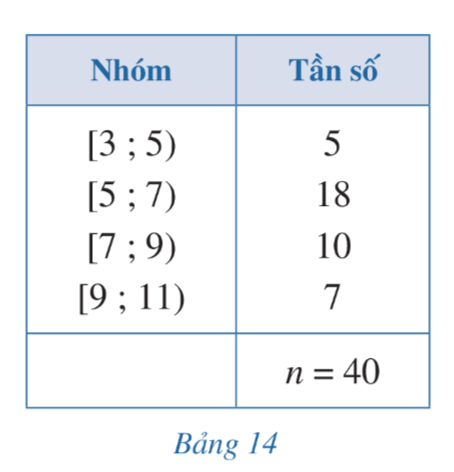 Nhóm Tần số
[3 ; 5) 5
[5 ; 7) 18
[7 ; 9) 10
[9 ; 11) 7
n = 40
Bảng 14